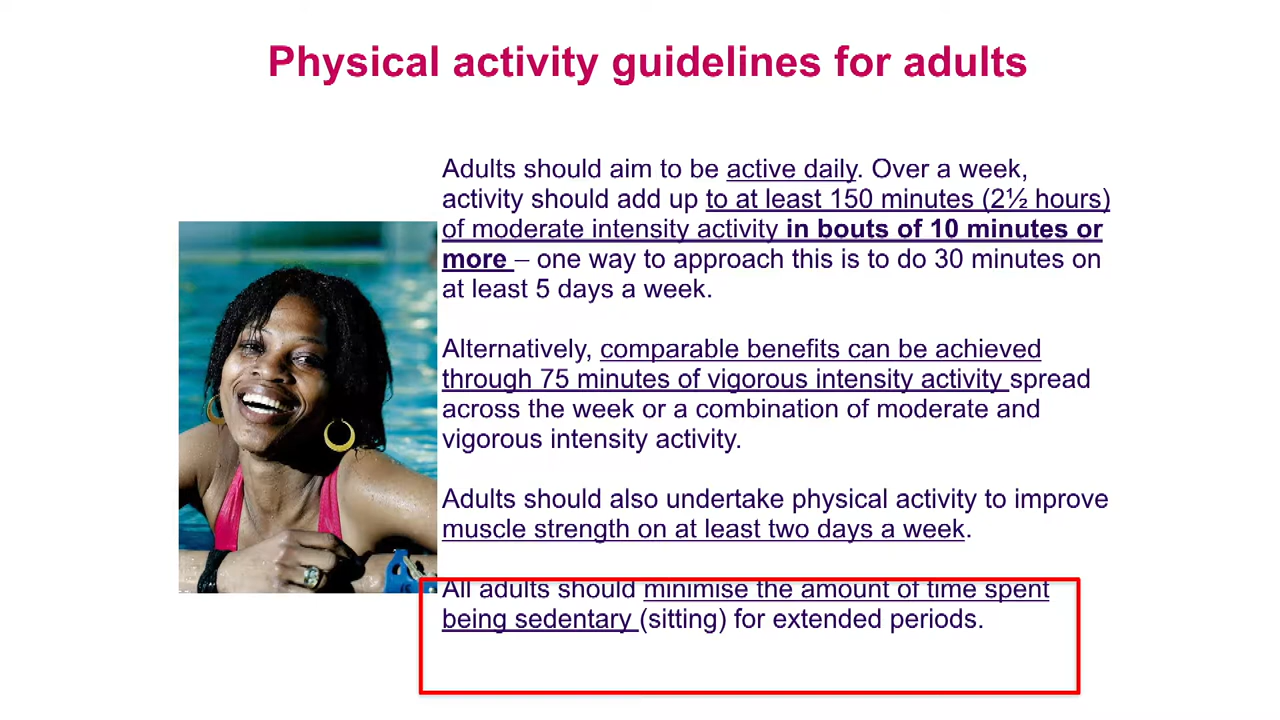 Physical activity guidelines for adults
Adults should aim to be active daily. Over a week,
activity should add up to at least 150 minutes (2½ hours)
of moderate intensity activity in bouts of 10 minutes or
more – one way to approach this is to do 30 minutes on
at least 5 days a week.
Alternatively, comparable benefits can be achieved
through 75 minutes of vigorous intensity activity spread
across the week or a combination of moderate and
vigorous intensity activity.
Adults should also undertake physical activity to improve
muscle strength on at least two days a week.
All adults should minimise the amount of time spent
being sedentary (sitting) for extended periods.